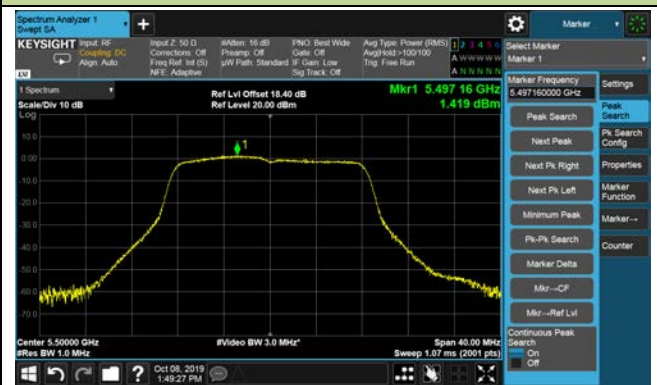 Spectrum Analyzer 1
Swept SA
Marker
KEYSIGHT
Input: RF
Coupling: DC
Align: Auto
Input Z: 50 Ω
Corrections: Off
Freq Ref: Int (S)
NFE: Adaptive
#Atten: 16 dB
Preamp: Off
µW Path: Standard
PNO: Best Wide
Gate: Off
IF Gain: Low
Sig Track: Off
Avg Type: Power (RMS)
Avg|Hold:>100/100
Trig: Free Run
1 2 3 4 5 6
A W W W W W
A N N N N N
LXI
Select Marker
Marker 1
Marker Frequency
5.497160000 GHz
Settings
Peak Search
Next Peak
Next Pk Right
Next Pk Left
Minimum Peak
Pk-Pk Search
Marker Delta
Mkr→CF
Mkr→Ref Lvl
Continuous Peak
Search
On
Off
Peak
Search
Pk Search
Config
Properties
Marker
Function
Marker→
Counter
1 Spectrum
Scale/Div 10 dB
Log
Ref Lvl Offset 18.40 dB
Ref Level 20.00 dBm
Mkr1 5.497 16 GHz
1.419 dBm
1
10.0
0.00
-10.0
-20.0
-30.0
-40.0
-50.0
-60.0
-70.0
Center 5.50000 GHz
#Res BW 1.0 MHz
#Video BW 3.0 MHz*
Span 40.00 MHz
Sweep 1.07 ms (2001 pts)
Oct 08, 2019
1:49:27 PM